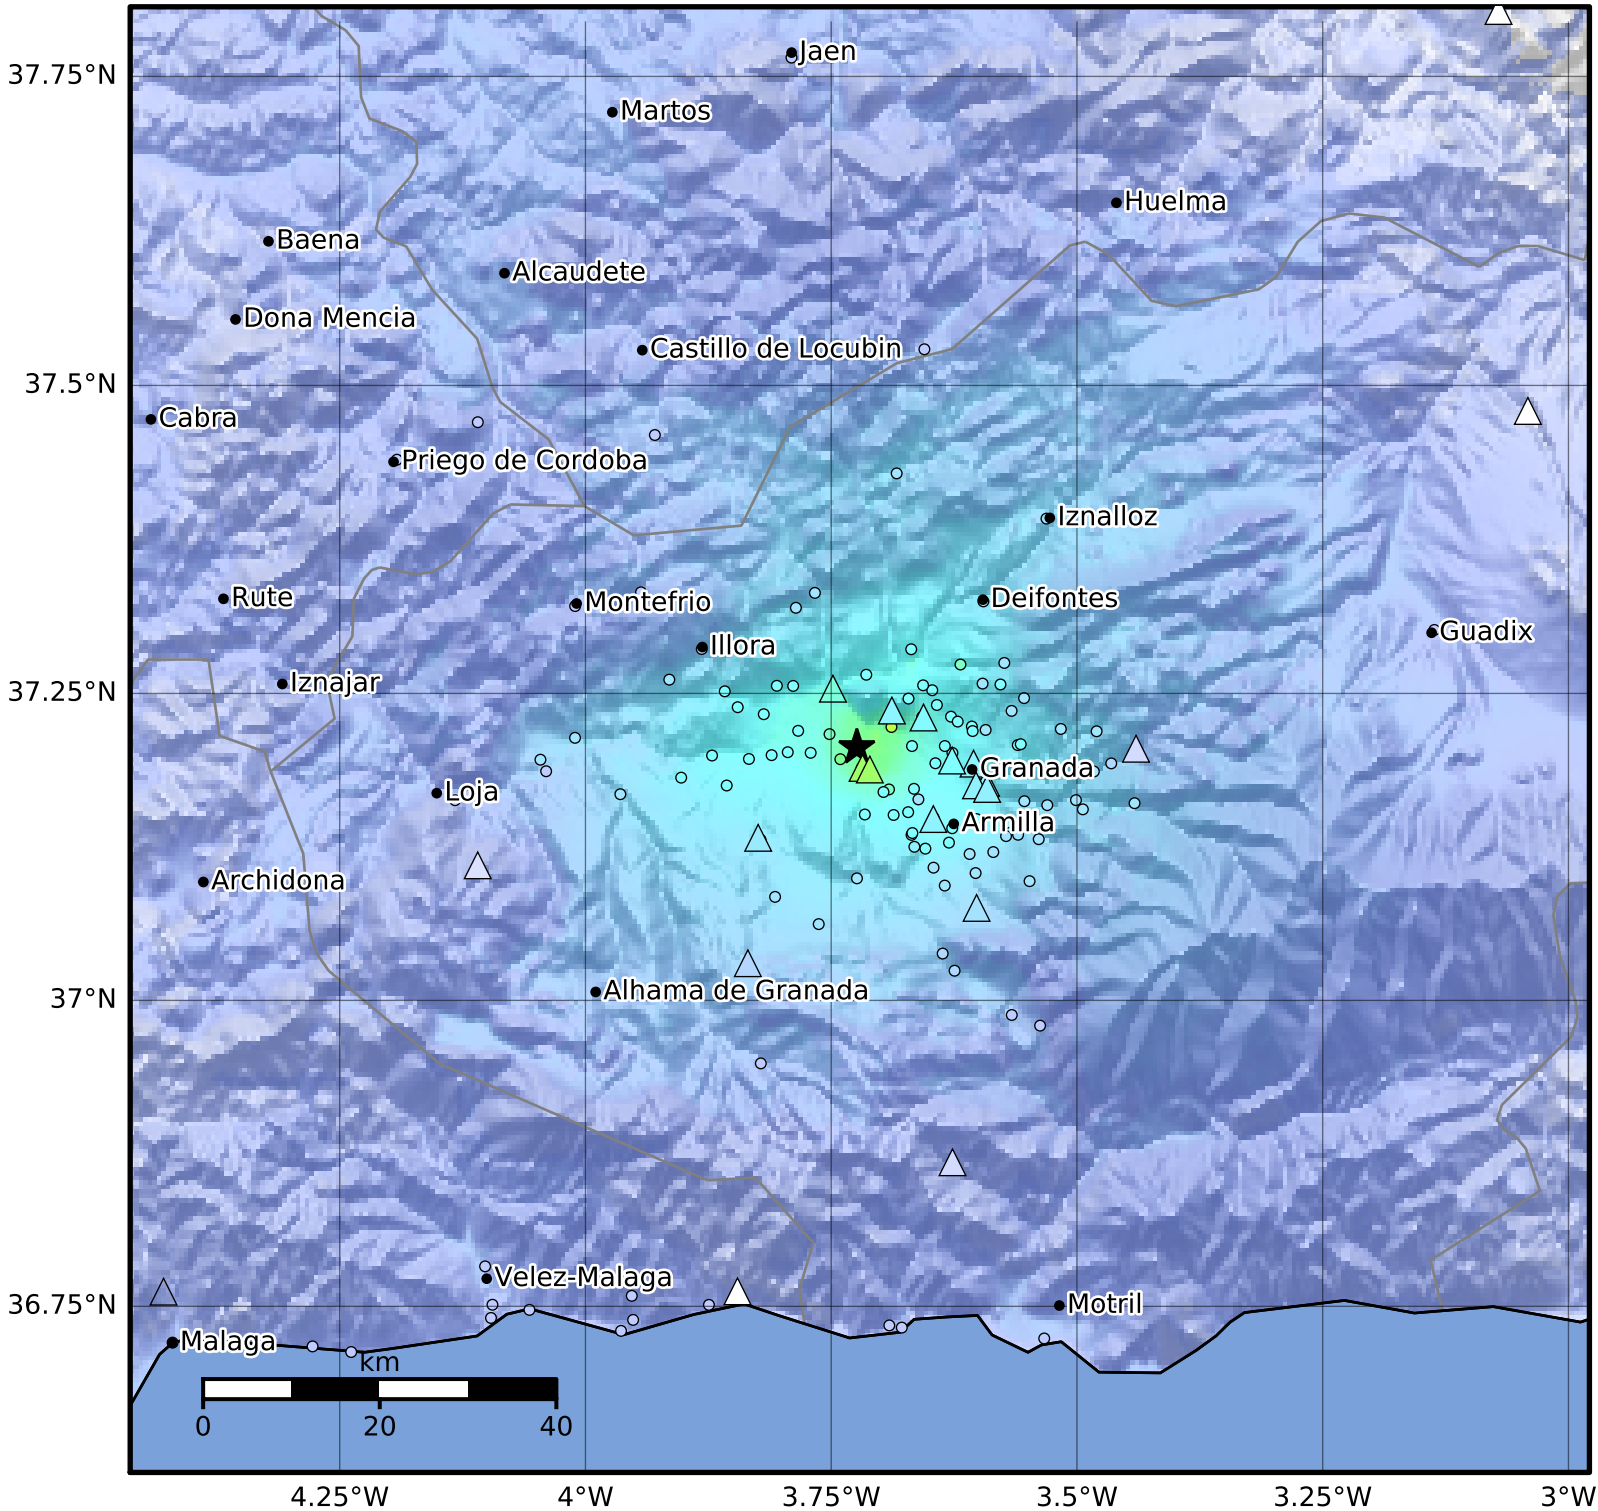 Jaen
37.75°N
Martos
Huelma
Baena
Alcaudete
Dona Mencia
Castillo de Locubin
37.5°N
Cabra
Priego de Cordoba
Iznalloz
Rute
Montefrio
Deifontes
Guadix
Illora
Iznajar
37.25°N
Granada
Loja
Armilla
Archidona
Alhama de Granada
37°N
Velez-Malaga
36.75°N
Motril
Malaga
km
0 20 40
4.25°W 4°W 3.75°W 3.5°W 3.25°W 3°W